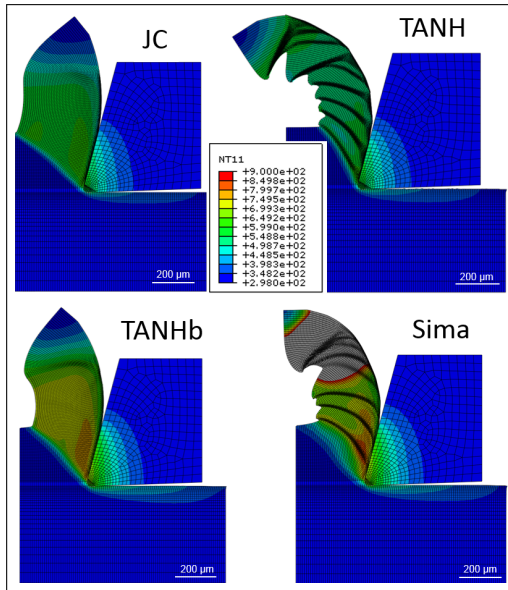 JC
TANH
NT11
+9.000e+02
+8.498e+02
+7.997e+02
+7.495e+02
+6.993e+02
+6.492e+02
+5.990e+02
+5.488e+02
+4.987e+02
+4.485e+02
+3.983e+02
+3.482e+02
+2.980e+02
200 µm
200 µm
TANHb
Sima
200 µm
200 µm